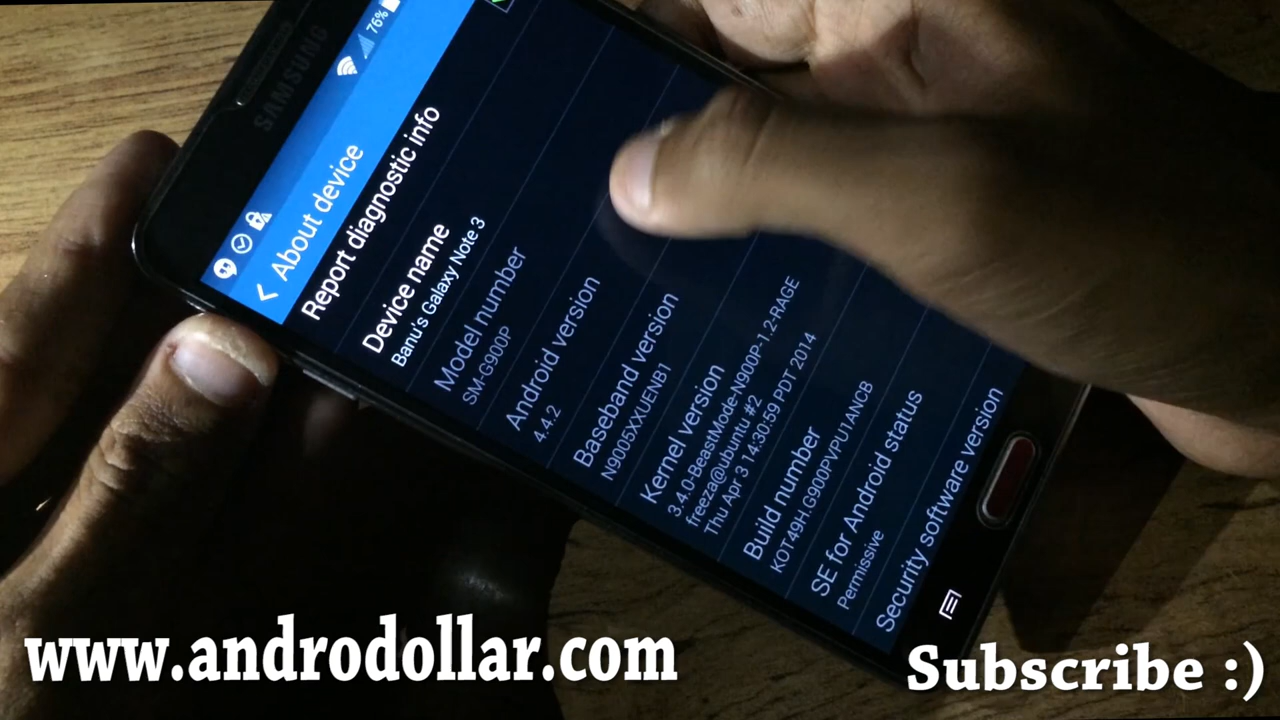 SAMSUNG
76%
About device
Report diagnostic info
Device name
Banu's Galaxy Note 3
Model number
SM-G900P
Android version
4.4.2
Baseband version
N9005XXUENB1
Kernel version
3.4.0-BeastMode-N900P-1.2-RAGE
freeza@ubuntu #2
Thu Apr 3 14:30:59 PDT 2014
Build number
KOT49H.G900PVPU1ANCB
SE for Android status
Permissive
Security software version
www.androdollar.com
Subscribe :)